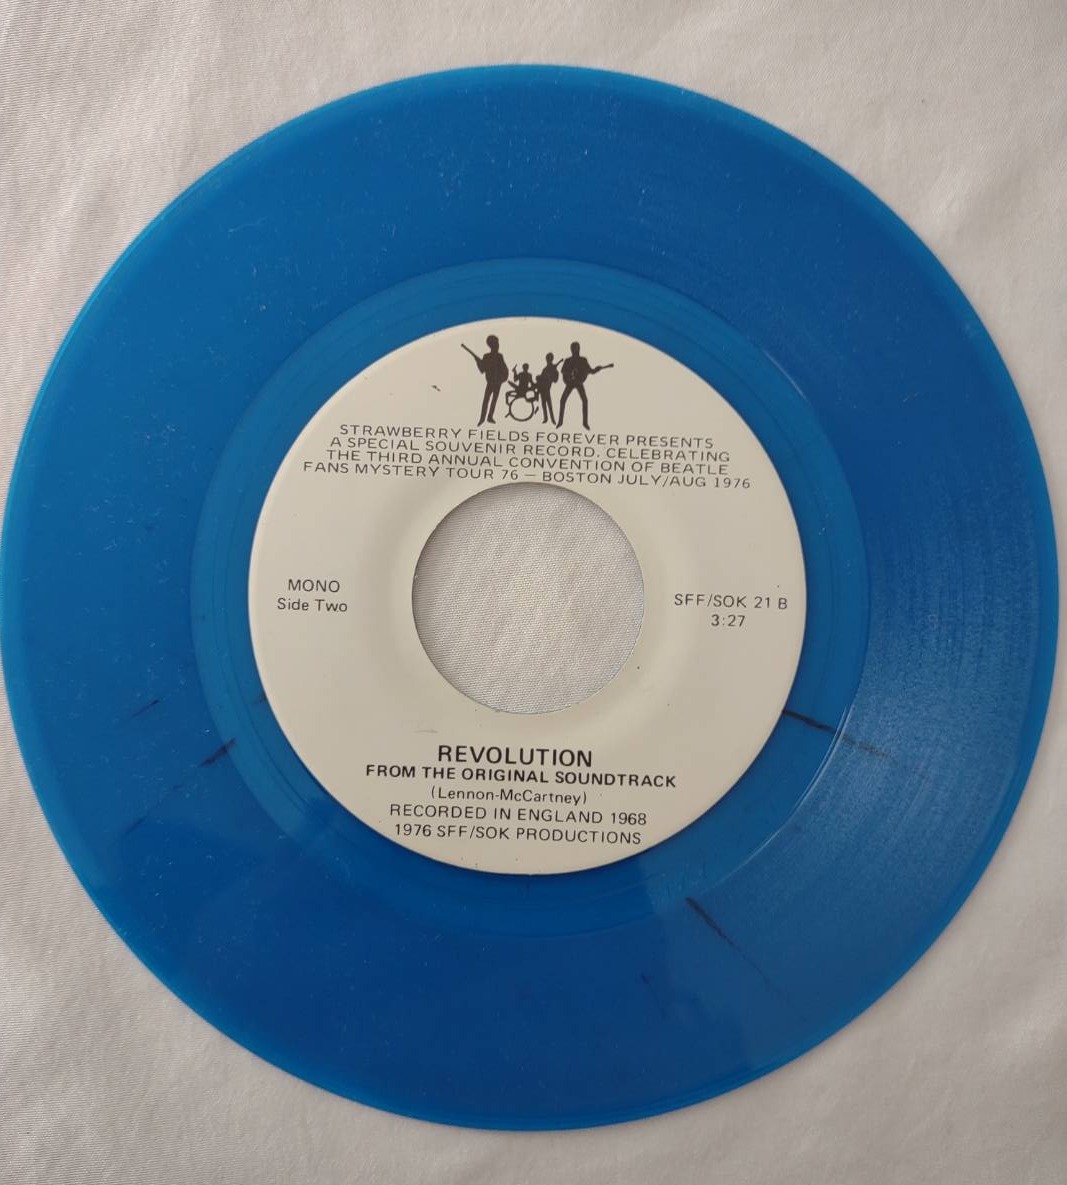 STRAWBERRY FIELDS FOREVER PRESENTS
A SPECIAL SOUVENIR RECORD, CELEBRATING
THE THIRD ANNUAL CONVENTION OF BEATLE
FANS MYSTERY TOUR 76 — BOSTON JULY/AUG 1976
MONO
Side Two
SFF/SOK 21 B
3:27
REVOLUTION
FROM THE ORIGINAL SOUNDTRACK
(Lennon-McCartney)
RECORDED IN ENGLAND 1968
1976 SFF/SOK PRODUCTIONS